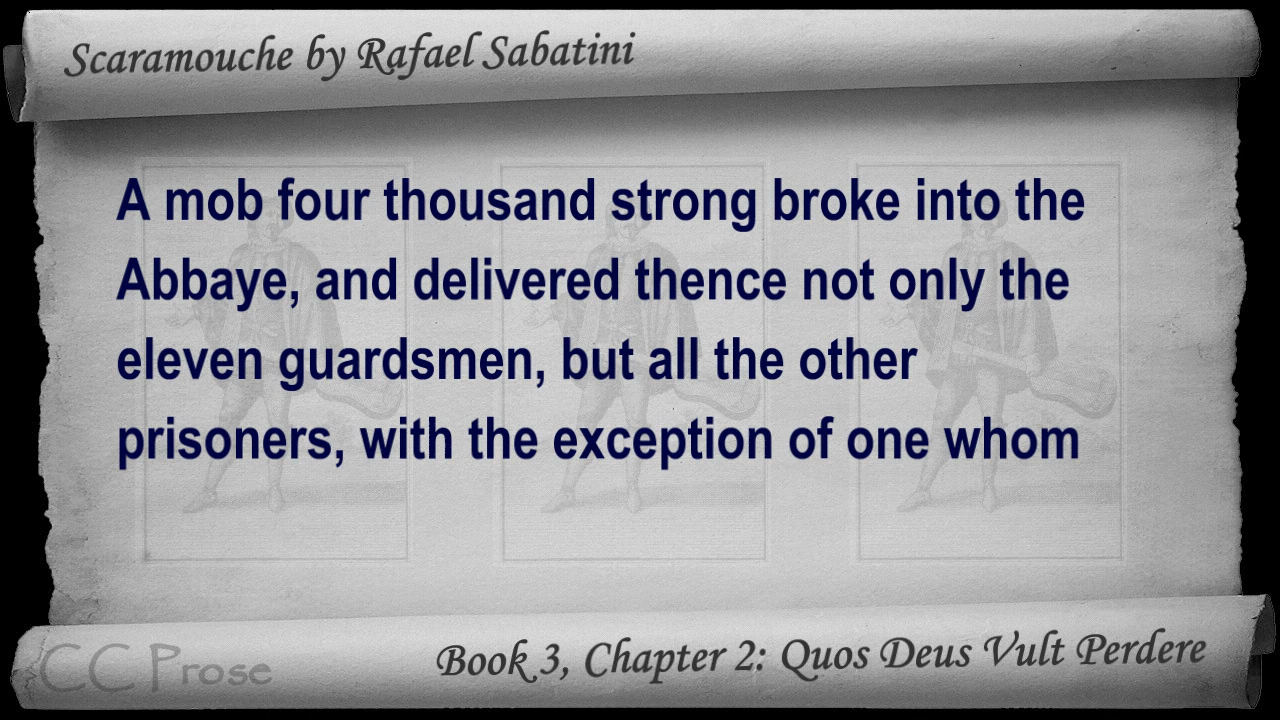 Scaramouche by Rafael Sabatini
A mob four thousand strong broke into the
Abbaye, and delivered thence not only the
eleven guardsmen, but all the other
prisoners, with the exception of one whom
CC Prose
Book 3, Chapter 2: Quos Deus Vult Perdere